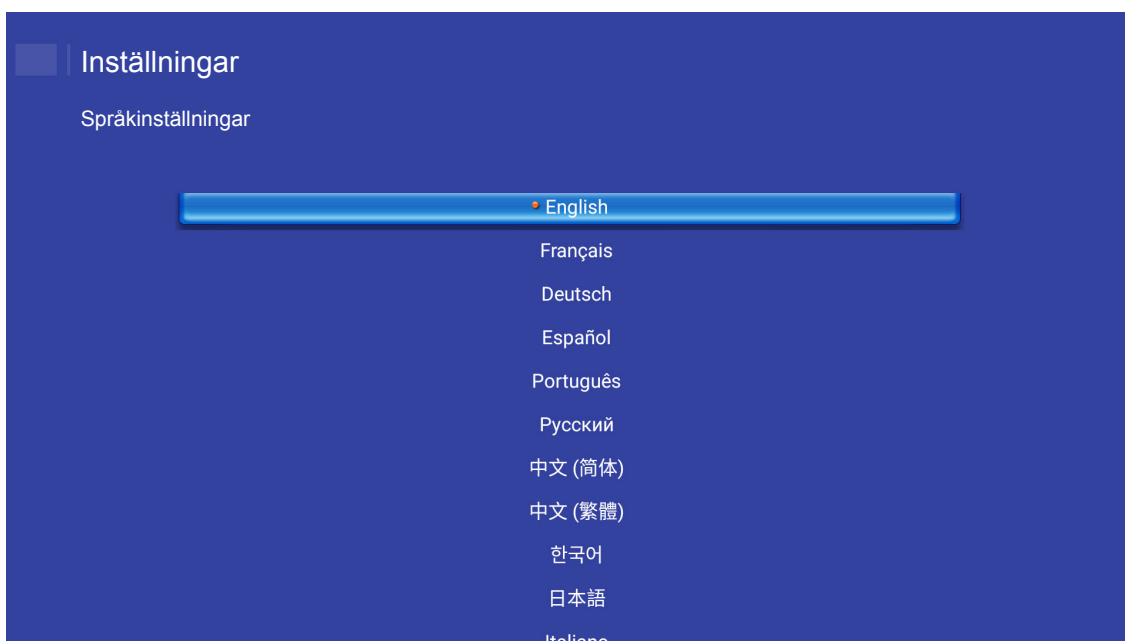 Inställningar
Språkinställningar
English
Français
Deutsch
Español
Português
Русский
中文 (简体)
中文 (繁體)
한국어
日本語